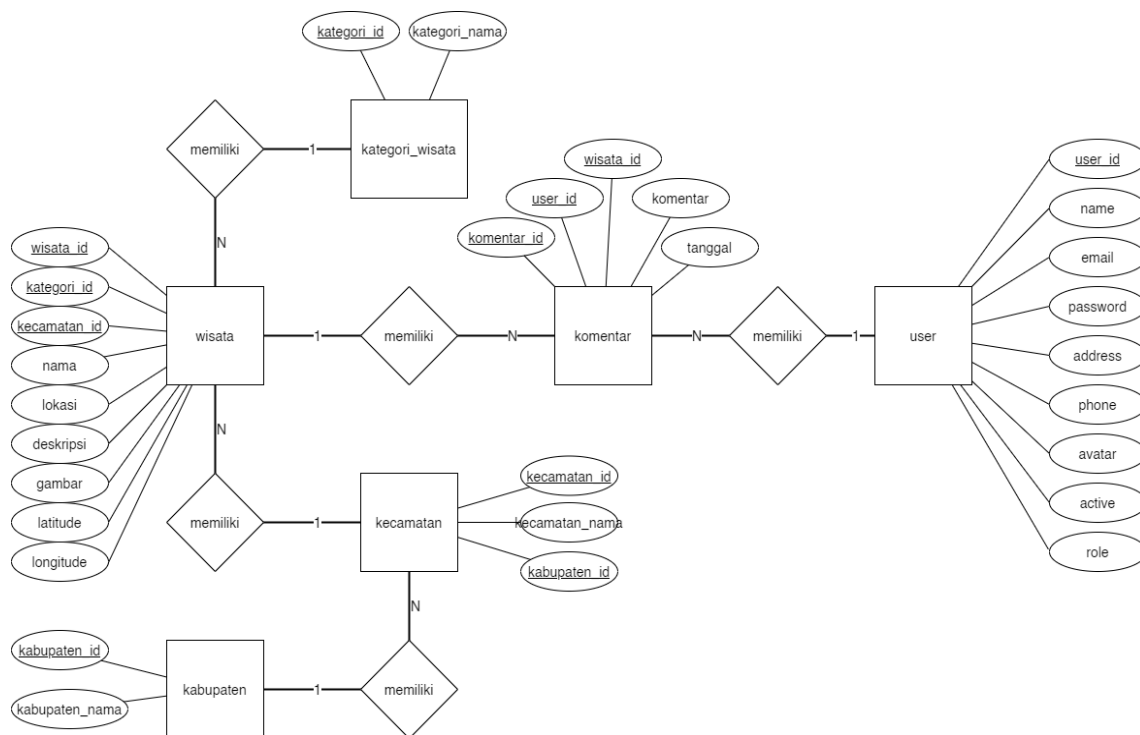 kategori_id
kategori_nama
memiliki
1
kategori_wisata
N
wisata_id
user_id
komentar_id
komentar
tanggal
wisata_id
kategori_id
kecamatan_id
nama
lokasi
deskripsi
gambar
latitude
longitude
wisata
1
memiliki
N
komentar
N
memiliki
1
user
user_id
name
email
password
address
phone
avatar
active
role
N
memiliki
1
kecamatan
kecamatan_id
kecamatan_nama
kabupaten_id
N
kabupaten_id
kabupaten_nama
kabupaten
1
memiliki